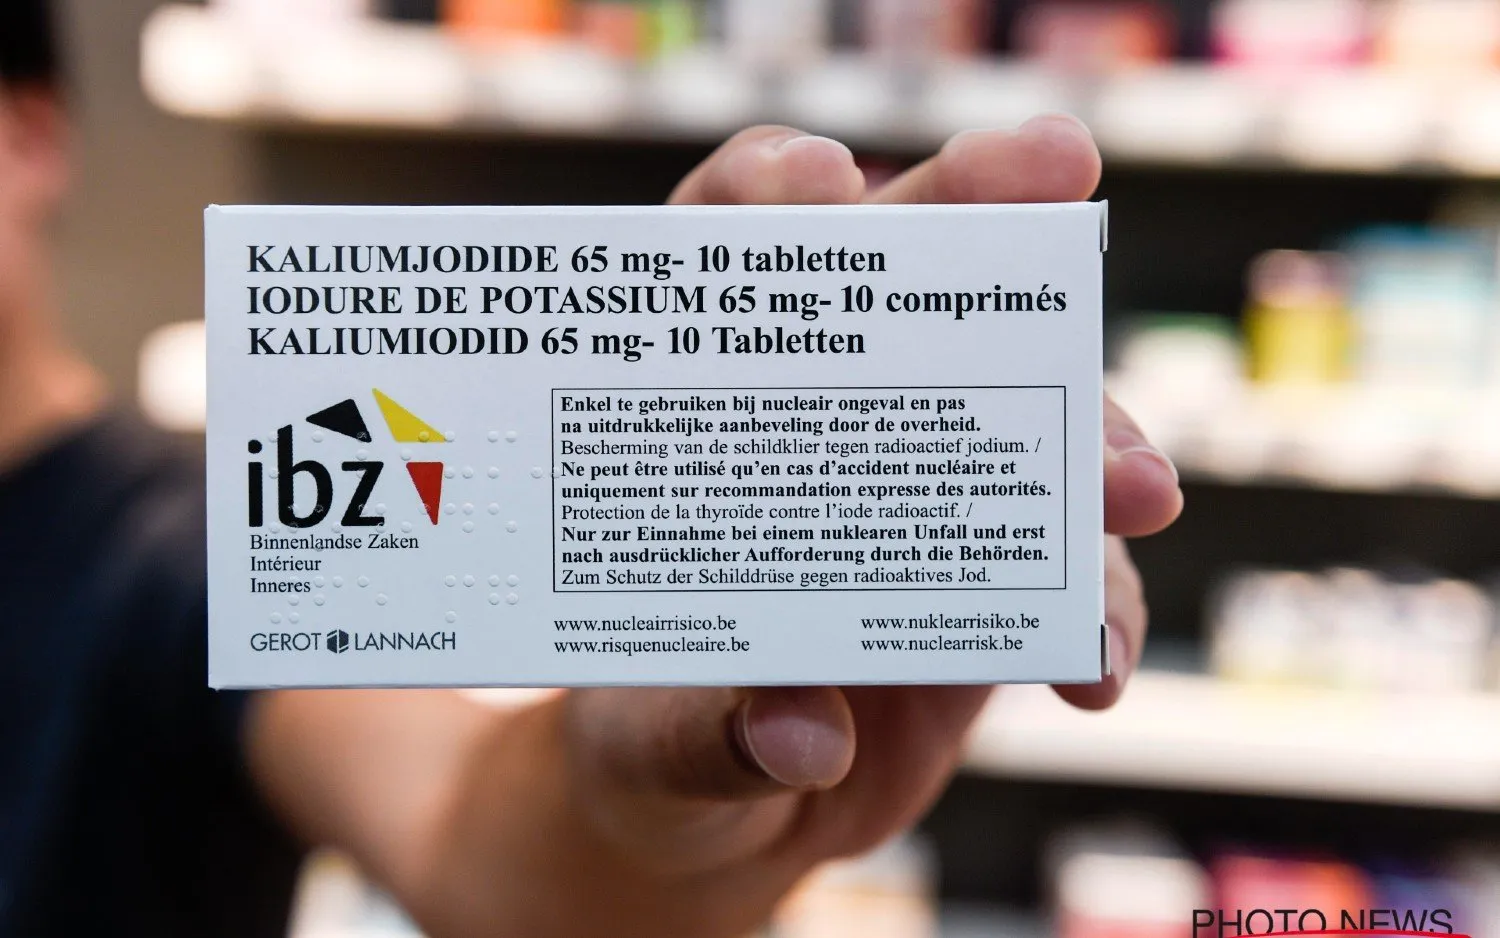 KALIUMJODIDE 65 mg- 10 tabletten
IODURE DE POTASSIUM 65 mg- 10 comprimés
KALIUMIODID 65 mg- 10 Tabletten
ibz
Binnenlandse Zaken
Intérieur
Inneres
GEROT LANNACH
Enkel te gebruiken bij nucleair ongeval en pas
na uitdrukkelijke aanbeveling door de overheid.
Bescherming van de schildklier tegen radioactief jodium. /
Ne peut être utilisé qu’en cas d’accident nucléaire et
uniquement sur recommandation expresse des autorités.
Protection de la thyroïde contre l’iode radioactif. /
Nur zur Einnahme bei einem nuklearen Unfall und erst
nach ausdrücklicher Aufforderung durch die Behörden.
Zum Schutz der Schilddrüse gegen radioaktives Jod.
www.nucleairrisico.be
www.risquenucleaire.be
www.nuklearrisiko.be
www.nuclearrisk.be
PHOTO NEWS